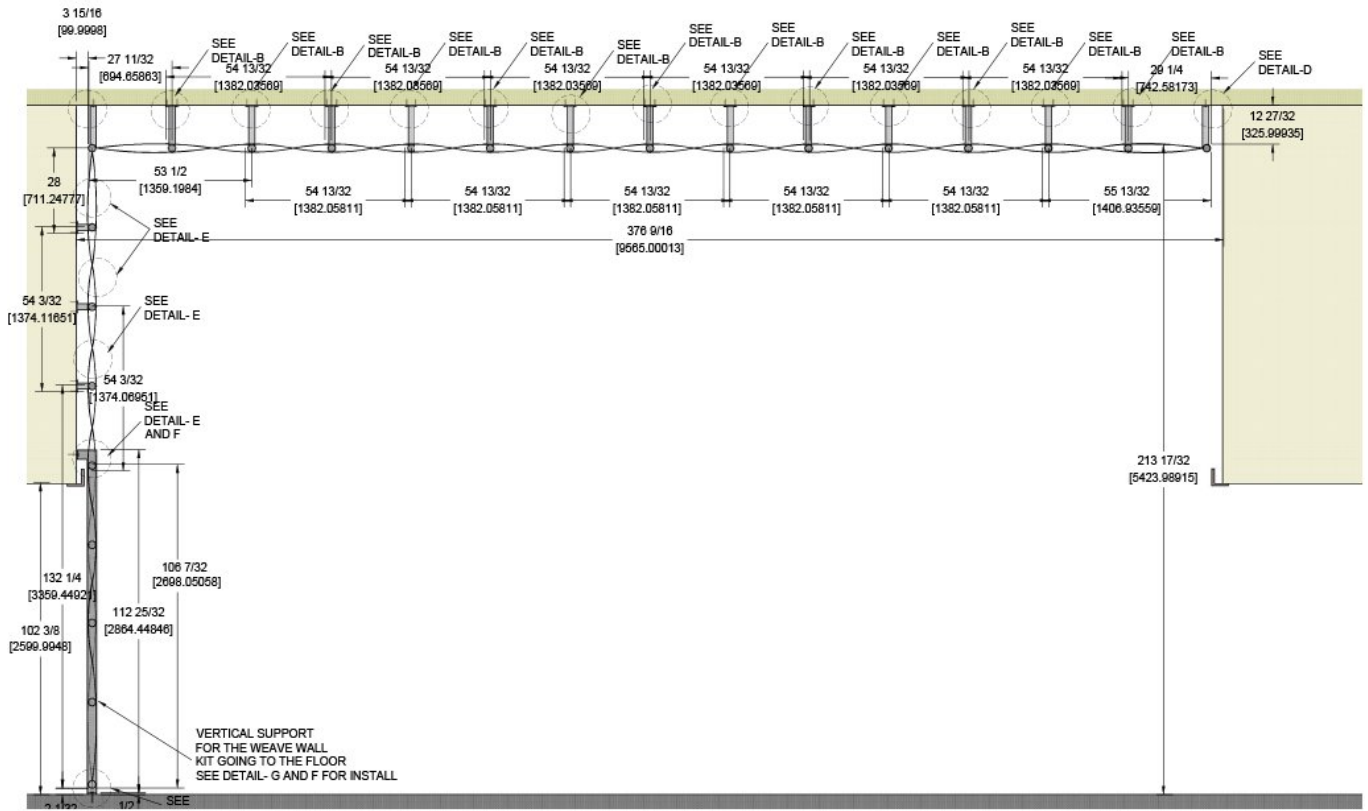 3 15/16
[99.9998]
27 11/32
[694.65863]
SEE
DETAIL-B
SEE
DETAIL-B
SEE
DETAIL-B
SEE
DETAIL-B
SEE
DETAIL-B
SEE
DETAIL-B
SEE
DETAIL-B
SEE
DETAIL-B
SEE
DETAIL-B
SEE
DETAIL-B
SEE
DETAIL-B
SEE
DETAIL-B
SEE
DETAIL-B
SEE
DETAIL-D
54 13/32
[1382.03569]
54 13/32
[1382.03569]
54 13/32
[1382.03569]
54 13/32
[1382.03569]
54 13/32
[1382.03569]
54 13/32
[1382.03569]
29 1/4
[742.58173]
12 27/32
[325.99935]
28
[711.24777]
53 1/2
[1359.1984]
54 13/32
[1382.05811]
54 13/32
[1382.05811]
54 13/32
[1382.05811]
54 13/32
[1382.05811]
54 13/32
[1382.05811]
55 13/32
[1406.93559]
SEE
DETAIL- E
376 9/16
[9565.00013]
54 3/32
[1374.11651]
SEE
DETAIL- E
54 3/32
[1374.06951]
SEE
DETAIL- E
AND F
213 17/32
[5423.98915]
132 1/4
[3359.44921]
106 7/32
[2698.05058]
112 25/32
[2864.44846]
102 3/8
[2599.9948]
VERTICAL SUPPORT
FOR THE WEAVE WALL
KIT GOING TO THE FLOOR
SEE DETAIL- G AND F FOR INSTALL
SEE
2 1/32
1/2